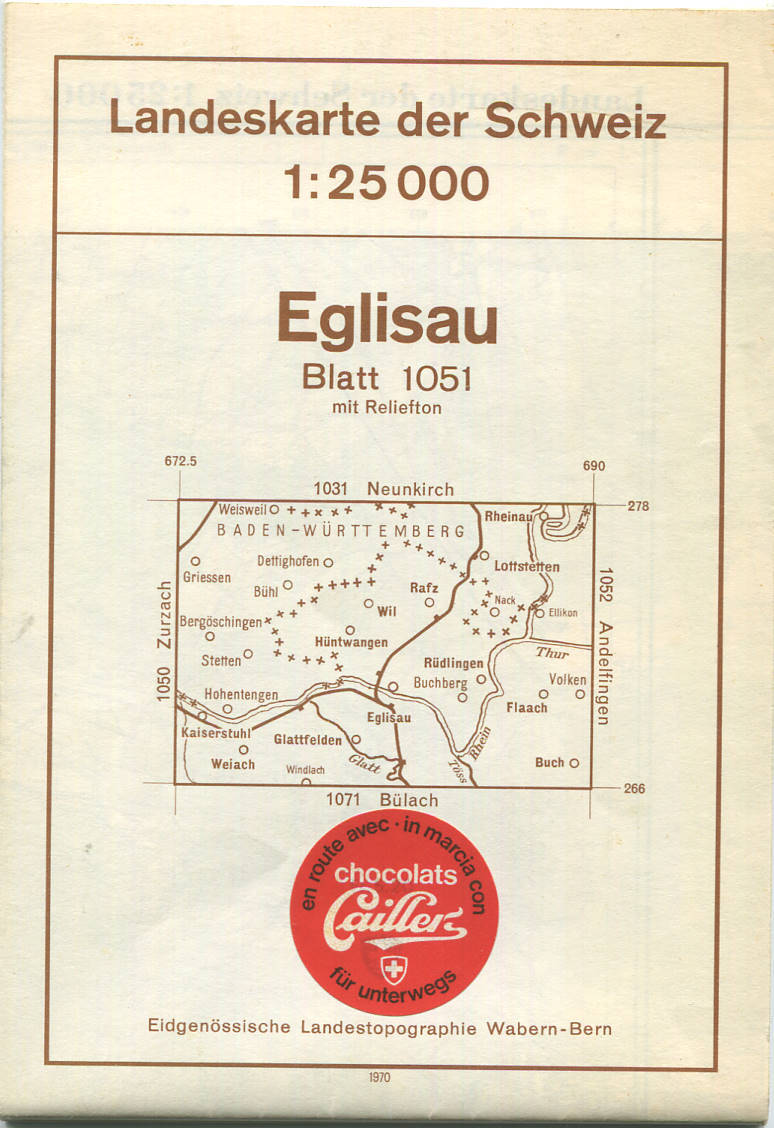 Landeskarte der Schweiz
1:25 000
Eglisau
Blatt 1051
mit Reliefton
672.5
690
1031 Neunkirch
278
Weisweil
Rheinau
BADEN-WÜRTTEMBERG
Dettighofen
Lottstetten
Griessen
Bühl
Rafz
Nack
1052 Andelfingen
1050 Zurzach
Wil
Ellikon
Bergöschingen
Hüntwangen
Thur
Stetten
Rüdlingen
Buchberg
Volken
Hohentengen
Flaach
Eglisau
Kaiserstuhl
Glattfelden
Rhein
Weiach
Windlach
Glatt
Töss
Buch
266
1071 Bülach
en route avec · in marcia con
chocolats
Cailler
für unterwegs
Eidgenössische Landestopographie Wabern-Bern
1970